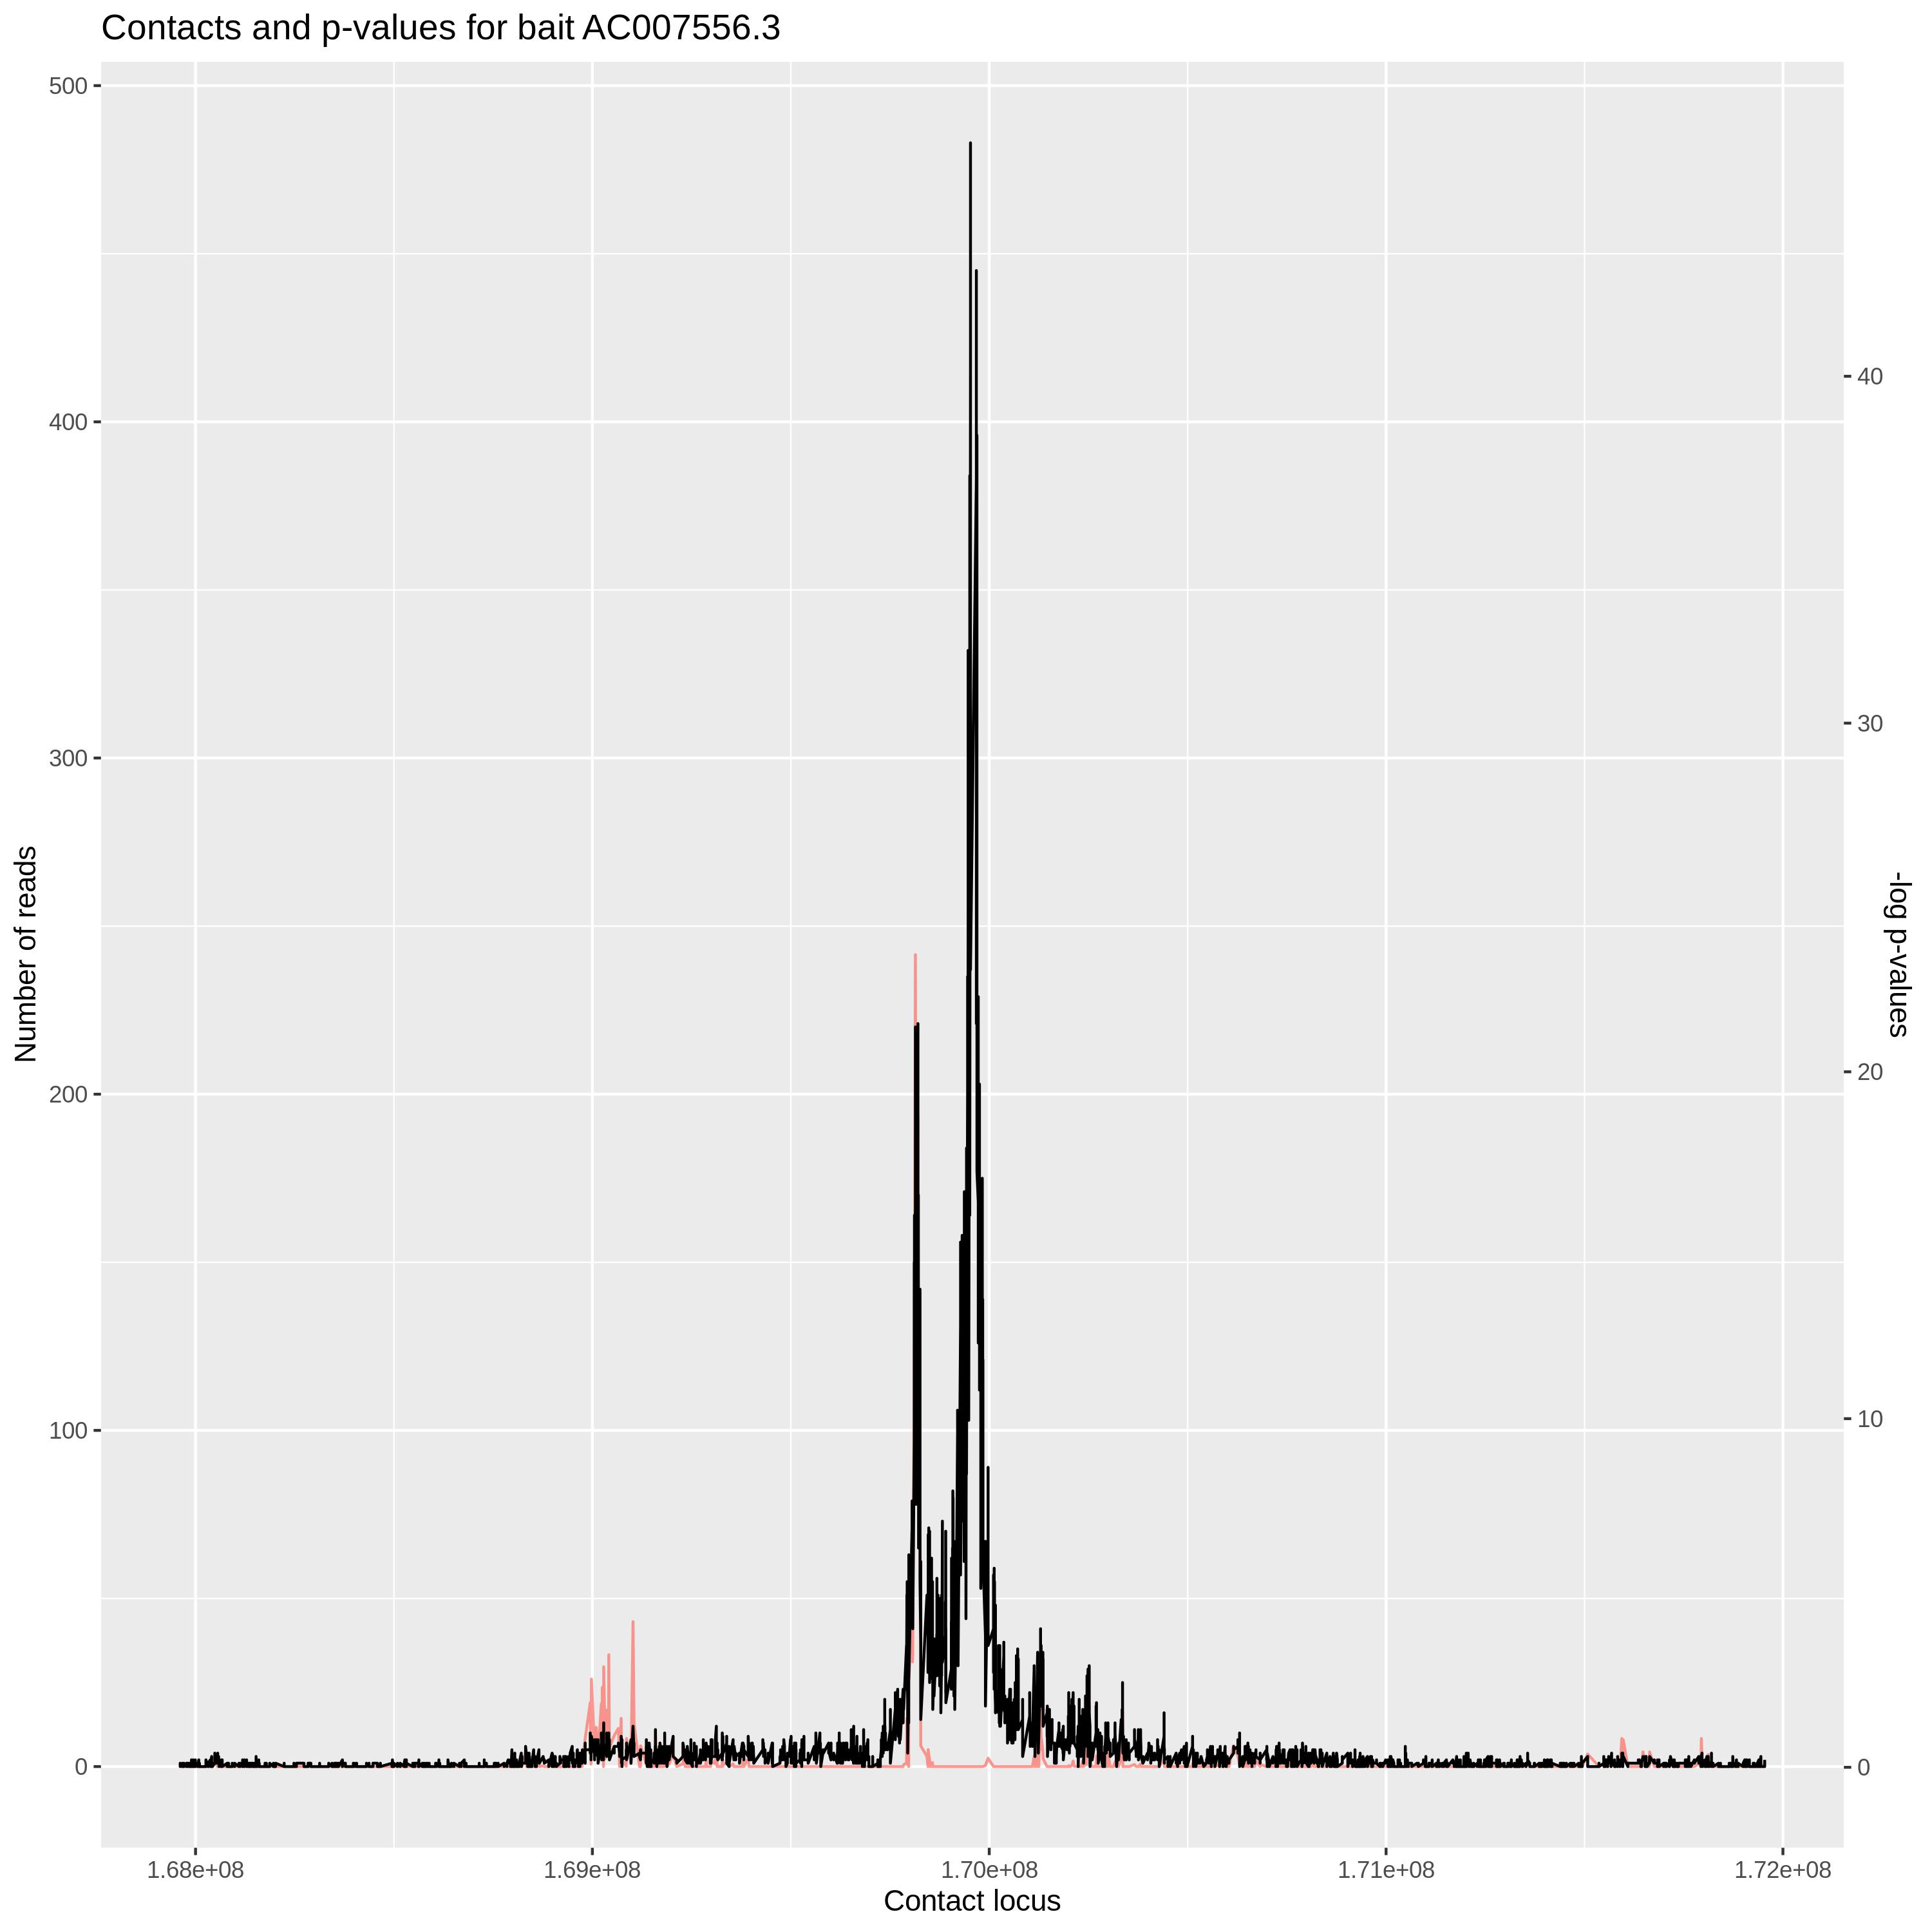 Contacts and p-values for bait AC007556.3
500
400
300
200
100
0
Number of reads
40
30
20
10
0
-log p-values
1.68e+08
1.69e+08
1.70e+08
1.71e+08
1.72e+08
Contact locus